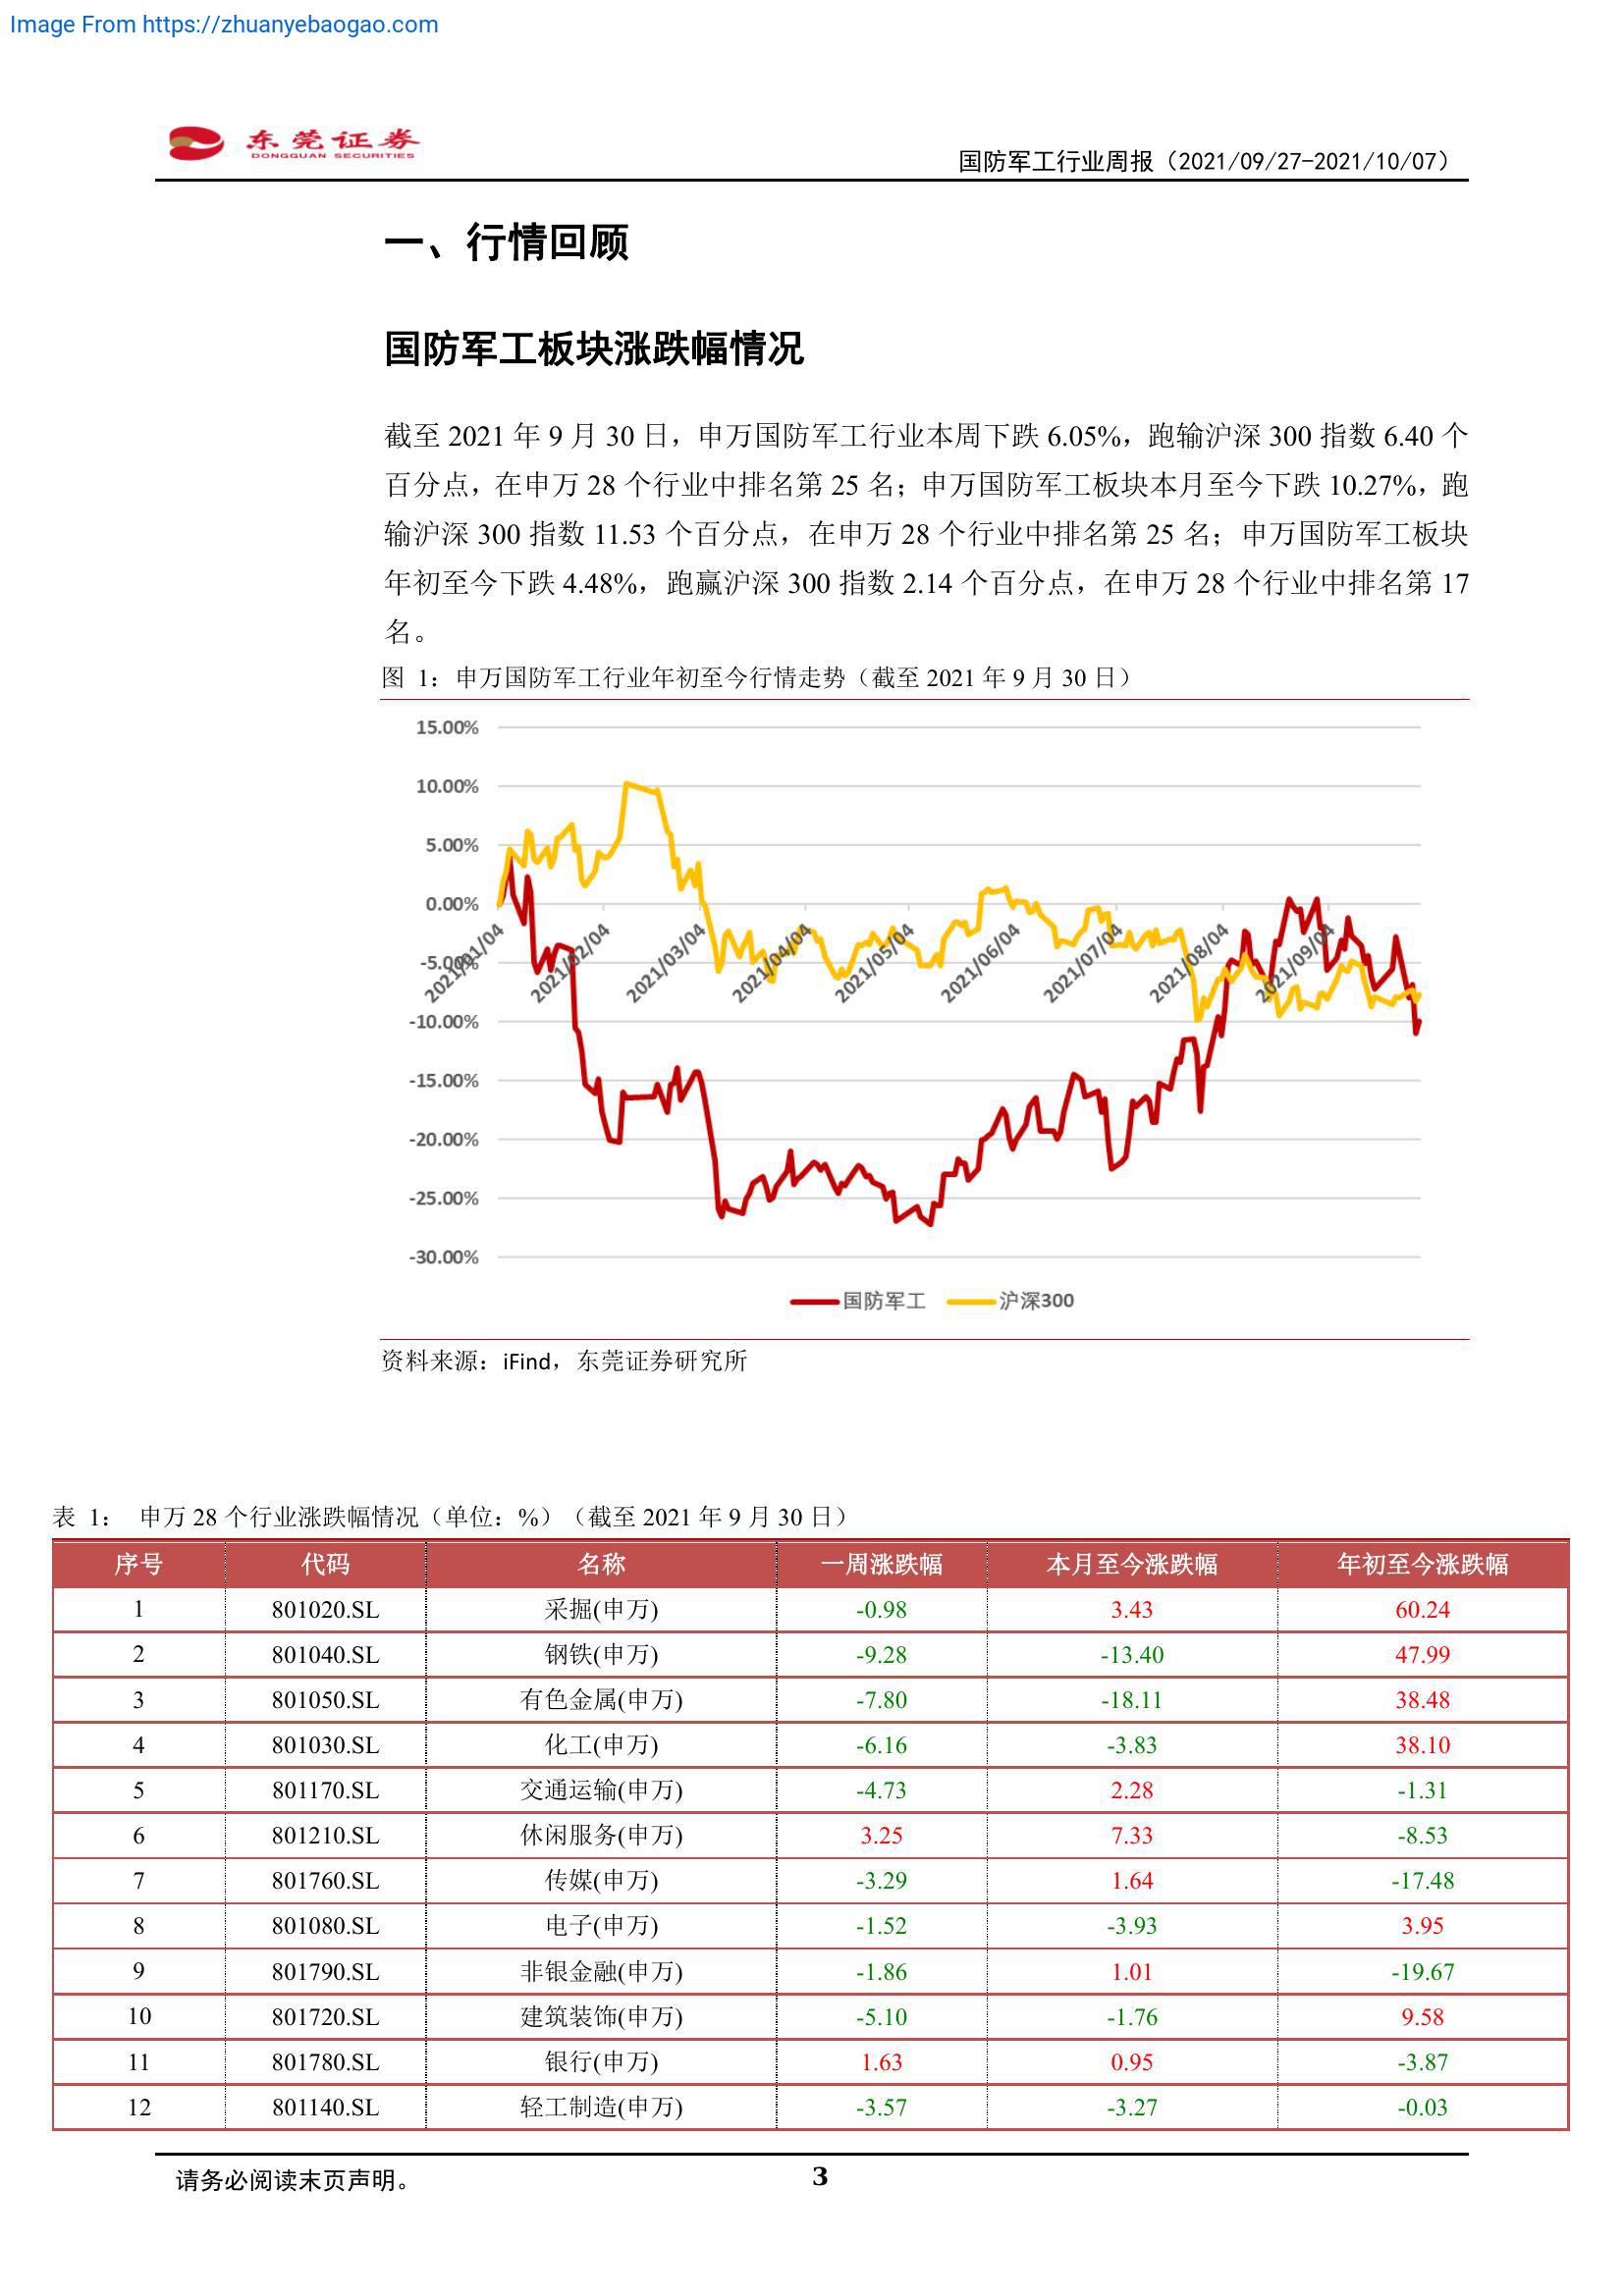 Image From https://zhuanyebaogao.com
东莞证券
DONGGUAN SECURITIES
国防军工行业周报（2021/09/27-2021/10/07）
一、行情回顾
国防军工板块涨跌幅情况
截至 2021 年 9 月 30 日，申万国防军工行业本周下跌 6.05%，跑输沪深 300 指数 6.40 个
百分点，在申万 28 个行业中排名第 25 名；申万国防军工板块本月至今下跌 10.27%，跑
输沪深 300 指数 11.53 个百分点，在申万 28 个行业中排名第 25 名；申万国防军工板块
年初至今下跌 4.48%，跑赢沪深 300 指数 2.14 个百分点，在申万 28 个行业中排名第 17
名。
图 1：申万国防军工行业年初至今行情走势（截至 2021 年 9 月 30 日）
15.00%
10.00%
5.00%
0.00%
-5.00%
-10.00%
-15.00%
-20.00%
-25.00%
-30.00%
2021/01/04
2021/02/04
2021/03/04
2021/04/04
2021/05/04
2021/06/04
2021/07/04
2021/08/04
2021/09/04
国防军工 沪深300
资料来源：iFind，东莞证券研究所
表 1： 申万 28 个行业涨跌幅情况（单位：%）（截至 2021 年 9 月 30 日）
序号 代码 名称 一周涨跌幅 本月至今涨跌幅 年初至今涨跌幅
1 801020.SL 采掘(申万) -0.98 3.43 60.24
2 801040.SL 钢铁(申万) -9.28 -13.40 47.99
3 801050.SL 有色金属(申万) -7.80 -18.11 38.48
4 801030.SL 化工(申万) -6.16 -3.83 38.10
5 801170.SL 交通运输(申万) -4.73 2.28 -1.31
6 801210.SL 休闲服务(申万) 3.25 7.33 -8.53
7 801760.SL 传媒(申万) -3.29 1.64 -17.48
8 801080.SL 电子(申万) -1.52 -3.93 3.95
9 801790.SL 非银金融(申万) -1.86 1.01 -19.67
10 801720.SL 建筑装饰(申万) -5.10 -1.76 9.58
11 801780.SL 银行(申万) 1.63 0.95 -3.87
12 801140.SL 轻工制造(申万) -3.57 -3.27 -0.03
请务必阅读末页声明。
3